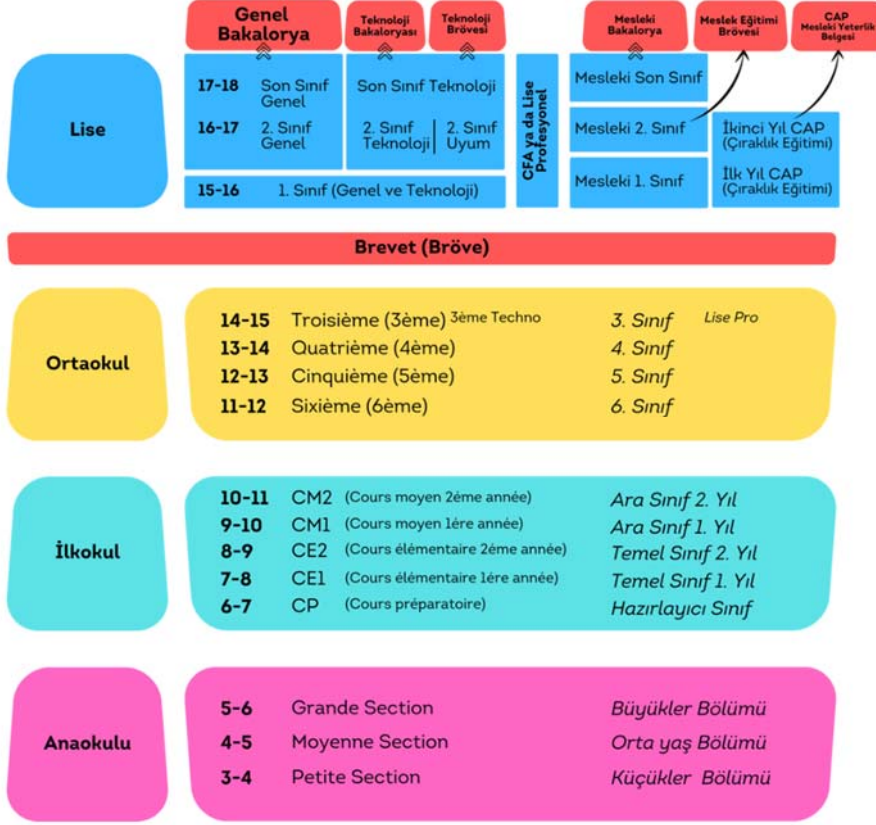 Genel
Bakalorya
Teknoloji
Bakaloryası
Teknoloji
Brövesi
Mesleki
Bakalorya
Meslek Eğitimi
Brövesi
CAP
Mesleki Yeterlik
Belgesi
Lise
17-18 Son Sınıf
Genel
Son Sınıf Teknoloji
16-17 2. Sınıf
Genel
2. Sınıf
Teknoloji
2. Sınıf
Uyum
15-16 1. Sınıf (Genel ve Teknoloji)
CFA ya da Lise
Profesyonel
Mesleki Son Sınıf
Mesleki 2. Sınıf
Mesleki 1. Sınıf
İkinci Yıl CAP
(Çıraklık Eğitimi)
İlk Yıl CAP
(Çıraklık Eğitimi)
Brevet (Bröve)
Ortaokul
14-15 Troisième (3ème) 3ème Techno 3. Sınıf Lise Pro
13-14 Quatrième (4ème) 4. Sınıf
12-13 Cinquième (5ème) 5. Sınıf
11-12 Sixième (6ème) 6. Sınıf
İlkokul
10-11 CM2 (Cours moyen 2éme année) Ara Sınıf 2. Yıl
9-10 CM1 (Cours moyen 1ére année) Ara Sınıf 1. Yıl
8-9 CE2 (Cours élémentaire 2éme année) Temel Sınıf 2. Yıl
7-8 CE1 (Cours élémentaire 1ére année) Temel Sınıf 1. Yıl
6-7 CP (Cours préparatoire) Hazırlayıcı Sınıf
Anaokulu
5-6 Grande Section Büyükler Bölümü
4-5 Moyenne Section Orta yaş Bölümü
3-4 Petite Section Küçükler Bölümü